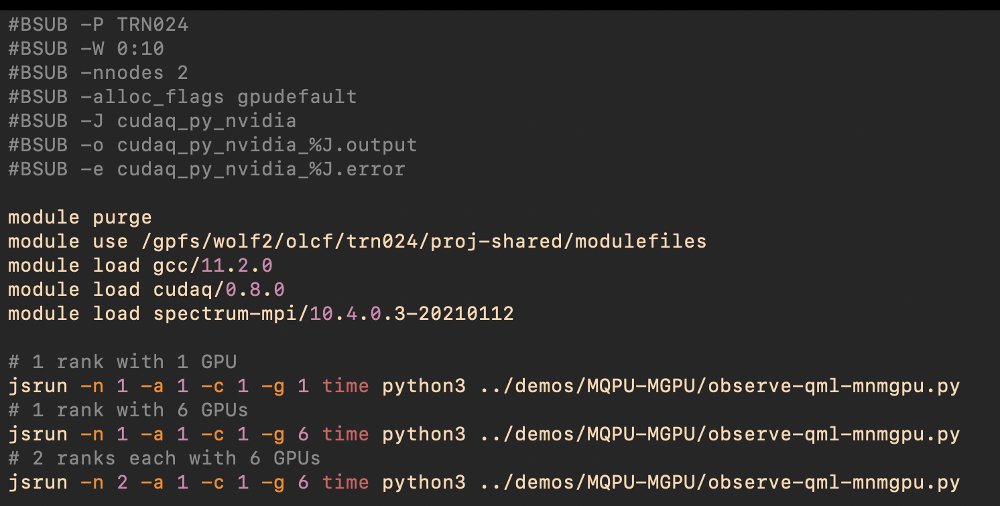 #BSUB -P TRN024
#BSUB -W 0:10
#BSUB -nnodes 2
#BSUB -alloc_flags gpudefault
#BSUB -J cudaq_py_nvidia
#BSUB -o cudaq_py_nvidia_%J.output
#BSUB -e cudaq_py_nvidia_%J.error

module purge
module use /gpfs/wolf2/olcf/trn024/proj-shared/modulefiles
module load gcc/11.2.0
module load cudaq/0.8.0
module load spectrum-mpi/10.4.0.3-20210112

# 1 rank with 1 GPU
jsrun -n 1 -a 1 -c 1 -g 1 time python3 ../demos/MQPU-MGPU/observe-qml-mnmgpu.py
# 1 rank with 6 GPUs
jsrun -n 1 -a 1 -c 1 -g 6 time python3 ../demos/MQPU-MGPU/observe-qml-mnmgpu.py
# 2 ranks each with 6 GPUs
jsrun -n 2 -a 1 -c 1 -g 6 time python3 ../demos/MQPU-MGPU/observe-qml-mnmgpu.py